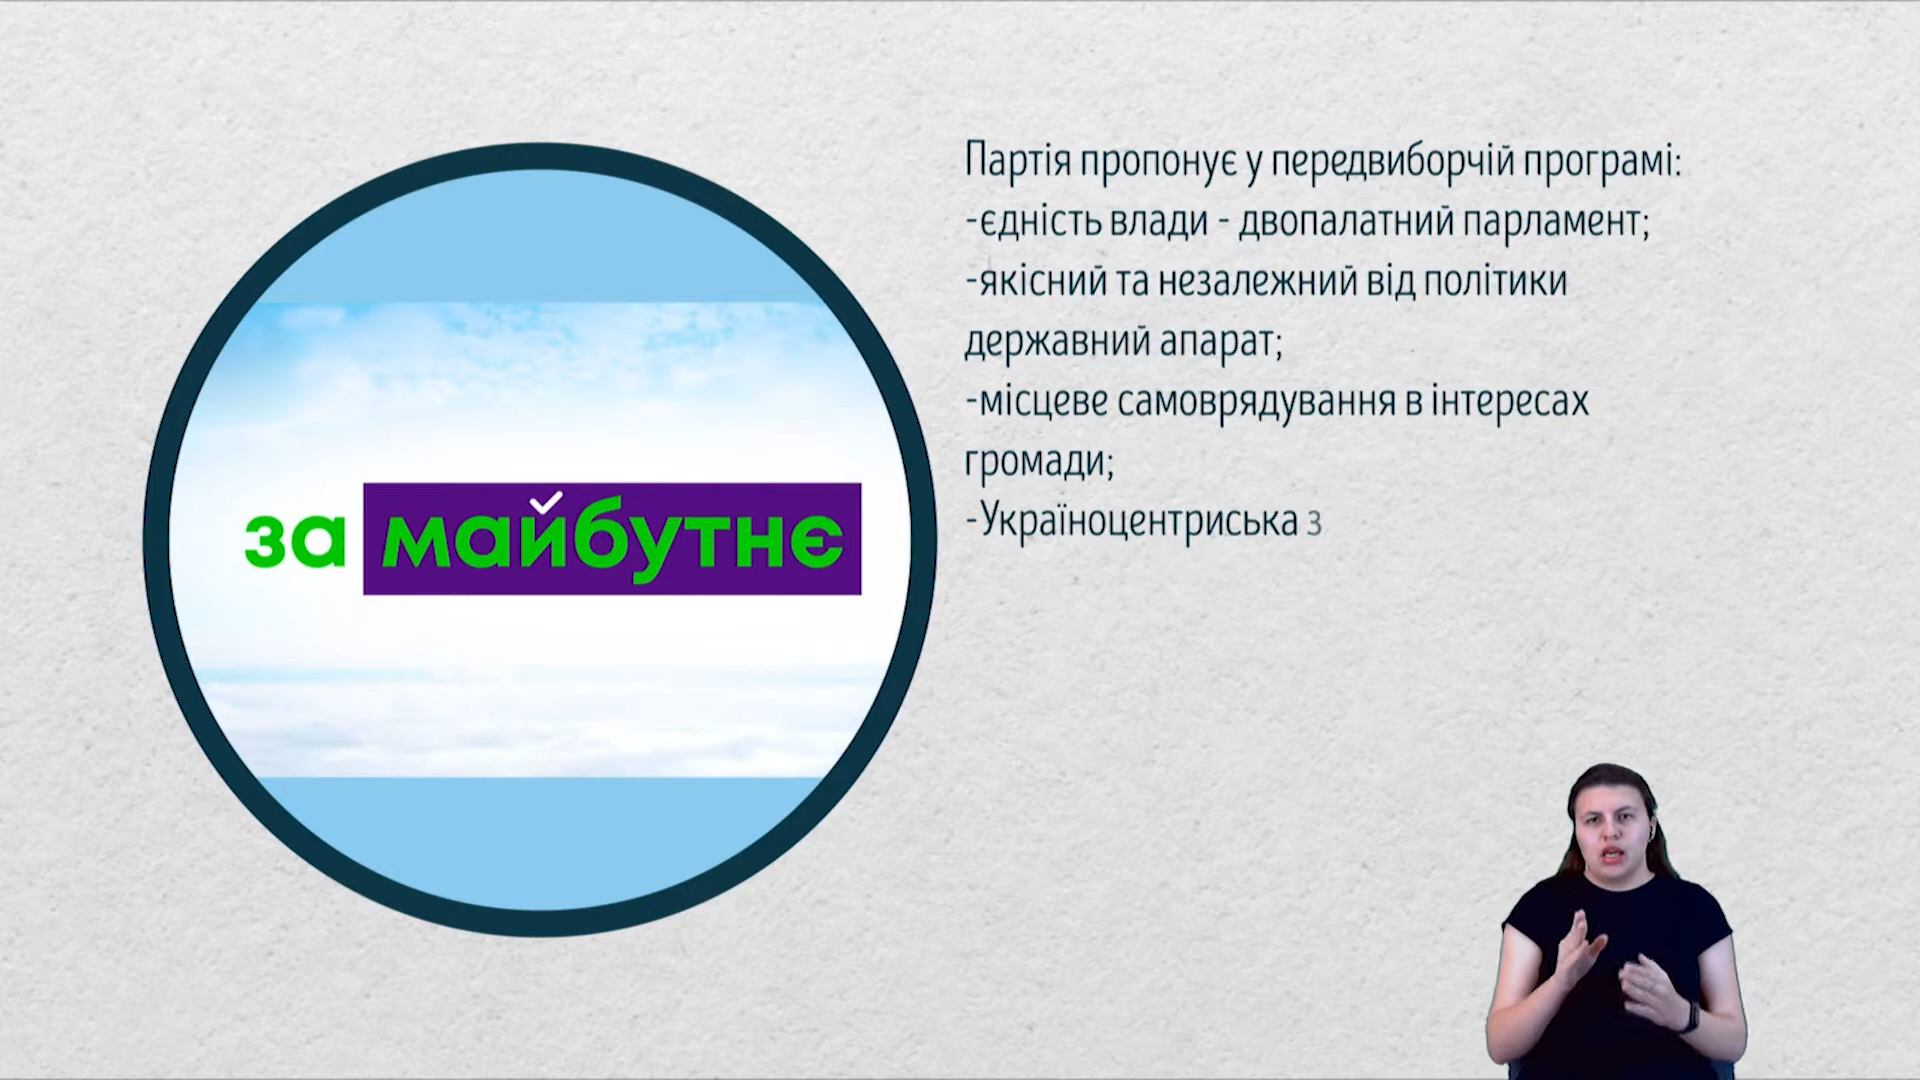 за майбутнє
Партія пропонує у передвиборчій програмі:
-єдність влади - двопалатний парламент;
-якісний та незалежний від політики
державний апарат;
-місцеве самоврядування в інтересах
громади;
-Україноцентриська з